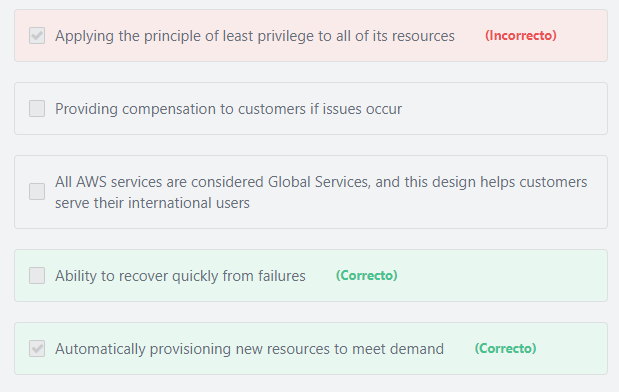 Applying the principle of least privilege to all of its resources (Incorrecto)
Providing compensation to customers if issues occur
All AWS services are considered Global Services, and this design helps customers
serve their international users
Ability to recover quickly from failures (Correcto)
Automatically provisioning new resources to meet demand (Correcto)